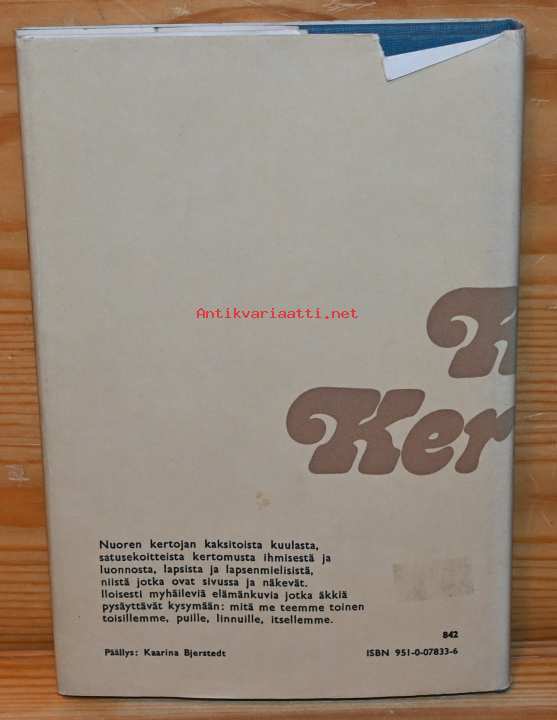 Antikvariaatti.net
K
Ker
Nuoren kertojan kaksitoista kuulasta,
satusekoitteista kertomusta ihmisestä ja
luonnosta, lapsista ja lapsenmielisistä,
niistä jotka ovat sivussa ja näkevät.
Iloisesti myhäileviä elämänkuvia jotka äkkiä
pysäyttävät kysymään: mitä me teemme toinen
toisillemme, puille, linnuille, itsellemme.
842
Päällys: Kaarina Bjerstedt
ISBN 951-0-07833-6